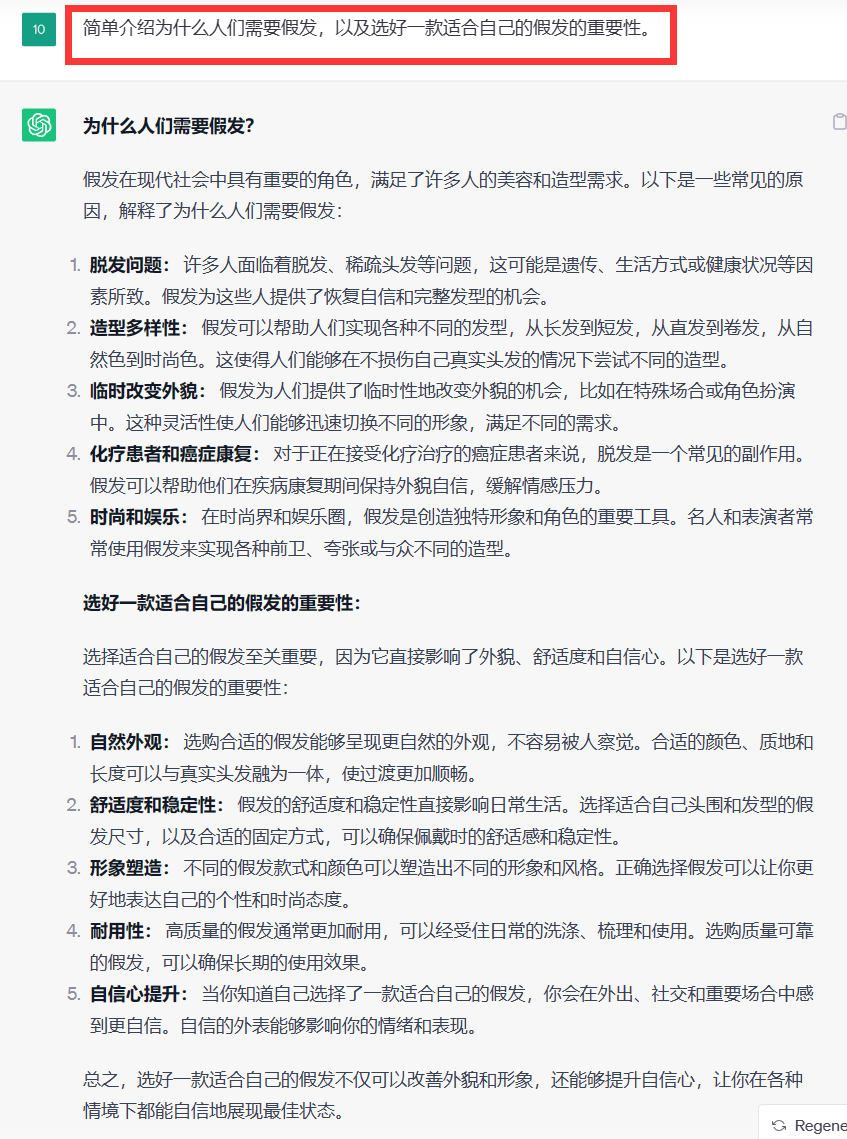 10
简单介绍为什么人们需要假发，以及选好一款适合自己的假发的重要性。
为什么人们需要假发？
假发在现代社会中具有重要的角色，满足了许多人的美容和造型需求。以下是一些常见的原
因，解释了为什么人们需要假发：
1. 脱发问题： 许多人面临着脱发、稀疏头发等问题，这可能是遗传、生活方式或健康状况等因
素所致。假发为这些人提供了恢复自信和完整发型的机会。
2. 造型多样性： 假发可以帮助人们实现各种不同的发型，从长发到短发，从直发到卷发，从自
然色到时尚色。这使得人们能够在不损伤自己真实头发的情况下尝试不同的造型。
3. 临时改变外貌： 假发为人们提供了临时性地改变外貌的机会，比如在特殊场合或角色扮演
中。这种灵活性使人们能够迅速切换不同的形象，满足不同的需求。
4. 化疗患者和癌症康复： 对于正在接受化疗治疗的癌症患者来说，脱发是一个常见的副作用。
假发可以帮助他们在疾病康复期间保持外貌自信，缓解情感压力。
5. 时尚和娱乐： 在时尚界和娱乐圈，假发是创造独特形象和角色的重要工具。名人和表演者常
常使用假发来实现各种前卫、夸张或与众不同的造型。
选好一款适合自己的假发的重要性：
选择适合自己的假发至关重要，因为它直接影响了外貌、舒适度和自信心。以下是选好一款
适合自己的假发的重要性：
1. 自然外观： 选购合适的假发能够呈现更自然的外观，不容易被人察觉。合适的颜色、质地和
长度可以与真实头发融为一体，使过渡更加顺畅。
2. 舒适度和稳定性： 假发的舒适度和稳定性直接影响日常生活。选择适合自己头围和发型的假
发尺寸，以及合适的固定方式，可以确保佩戴时的舒适感和稳定性。
3. 形象塑造： 不同的假发款式和颜色可以塑造出不同的形象和风格。正确选择假发可以让你更
好地表达自己的个性和时尚态度。
4. 耐用性： 高质量的假发通常更加耐用，可以经受住日常的洗涤、梳理和使用。选购质量可靠
的假发，可以确保长期的使用效果。
5. 自信心提升： 当你知道自己选择了一款适合自己的假发，你会在外出、社交和重要场合中感
到更自信。自信的外表能够影响你的情绪和表现。
总之，选好一款适合自己的假发不仅可以改善外貌和形象，还能够提升自信心，让你在各种
情境下都能自信地展现最佳状态。
Regene